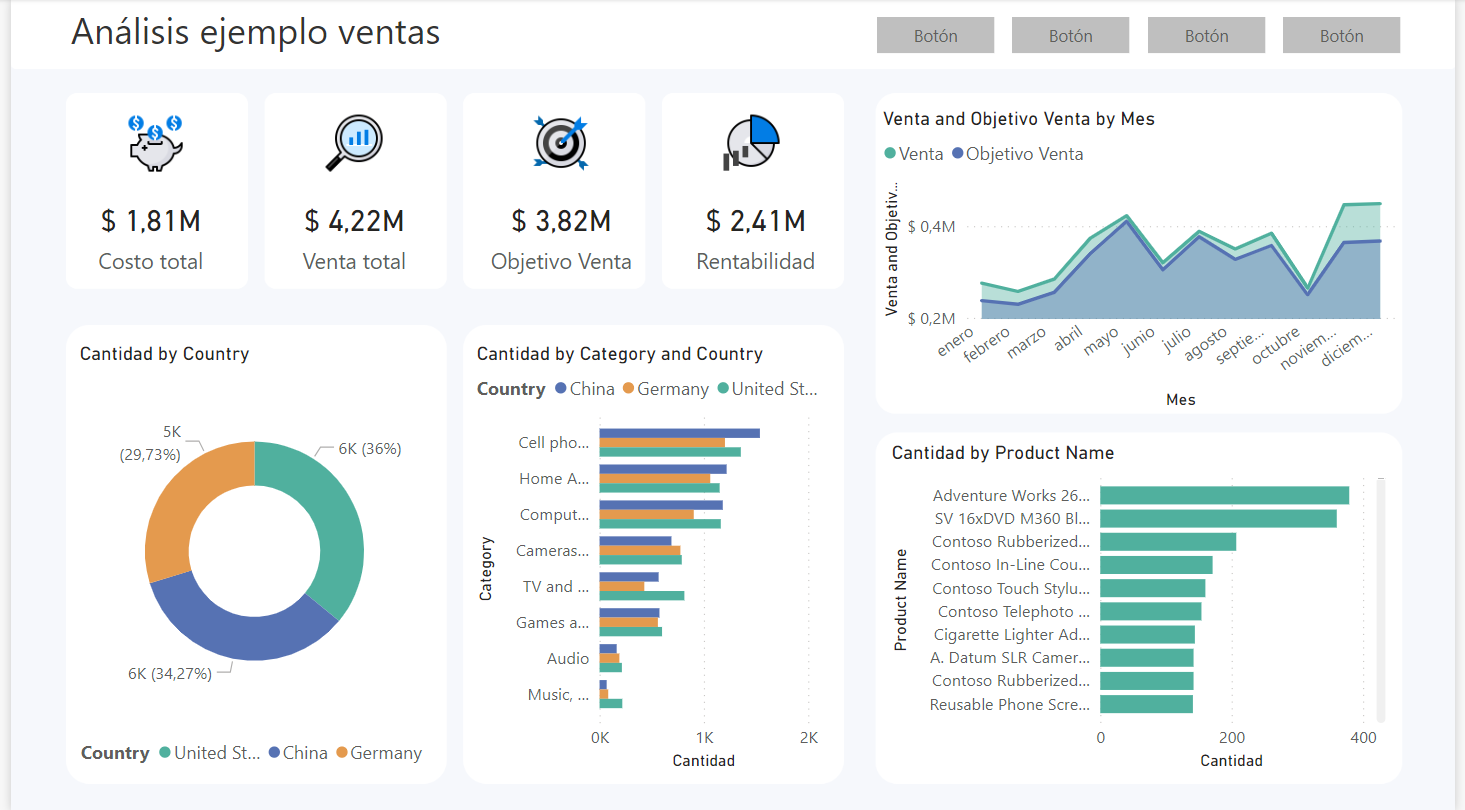 Análisis ejemplo ventas
Botón
Botón
Botón
Botón
$ 1,81M
Costo total
$ 4,22M
Venta total
$ 3,82M
Objetivo Venta
$ 2,41M
Rentabilidad
Venta and Objetivo Venta by Mes
Venta Objetivo Venta
Venta and Objetiv...
$ 0,4M
$ 0,2M
enero
febrero
marzo
abril
mayo
junio
julio
agosto
septie...
octubre
noviem...
diciem...
Mes
Cantidad by Country
5K
(29,73%)
6K (36%)
6K (34,27%)
Country United St... China Germany
Cantidad by Category and Country
Country China Germany United St...
Category
Cell pho...
Home A...
Comput...
Cameras...
TV and ...
Games a...
Audio
Music, ...
0K 1K 2K
Cantidad
Cantidad by Product Name
Product Name
Adventure Works 26...
SV 16xDVD M360 Bl...
Contoso Rubberized...
Contoso In-Line Cou...
Contoso Touch Stylu...
Contoso Telephoto ...
Cigarette Lighter Ad...
A. Datum SLR Camer...
Contoso Rubberized...
Reusable Phone Scre...
0 200 400
Cantidad